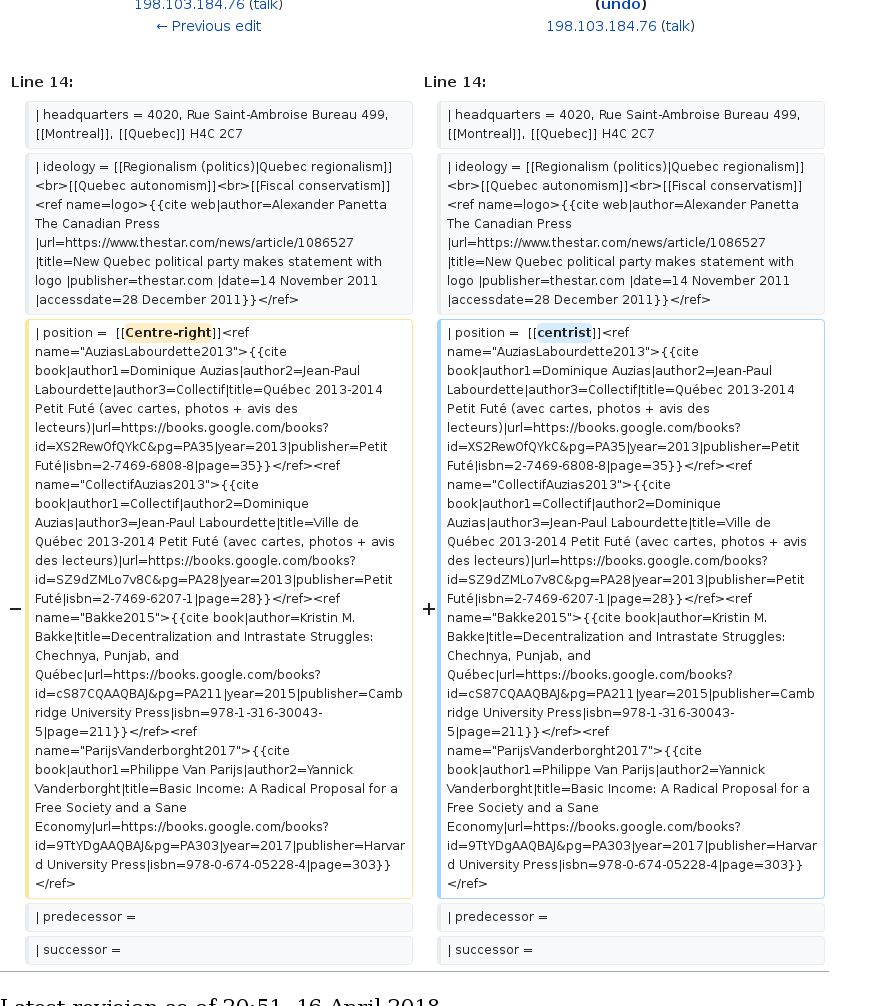 198.103.184.76 (talk)
← Previous edit
(undo)
198.103.184.76 (talk)
Line 14:
Line 14:
| headquarters = 4020, Rue Saint-Ambroise Bureau 499,
[[Montreal]], [[Quebec]] H4C 2C7
| headquarters = 4020, Rue Saint-Ambroise Bureau 499,
[[Montreal]], [[Quebec]] H4C 2C7
| ideology = [[Regionalism (politics)|Quebec regionalism]]
<br>[[Quebec autonomism]]<br>[[Fiscal conservatism]]
<ref name=logo>{{cite web|author=Alexander Panetta
The Canadian Press
|url=https://www.thestar.com/news/article/1086527
|title=New Quebec political party makes statement with
logo |publisher=thestar.com |date=14 November 2011
|accessdate=28 December 2011}}</ref>
| ideology = [[Regionalism (politics)|Quebec regionalism]]
<br>[[Quebec autonomism]]<br>[[Fiscal conservatism]]
<ref name=logo>{{cite web|author=Alexander Panetta
The Canadian Press
|url=https://www.thestar.com/news/article/1086527
|title=New Quebec political party makes statement with
logo |publisher=thestar.com |date=14 November 2011
|accessdate=28 December 2011}}</ref>
−
| position =  [[Centre-right]]<ref
name="AuziasLabourdette2013">{{cite
book|author1=Dominique Auzias|author2=Jean-Paul
Labourdette|author3=Collectif|title=Québec 2013-2014
Petit Futé (avec cartes, photos + avis des
lecteurs)|url=https://books.google.com/books?
id=XS2RewOfQYkC&pg=PA35|year=2013|publisher=Petit
Futé|isbn=2-7469-6808-8|page=35}}</ref><ref
name="CollectifAuzias2013">{{cite
book|author1=Collectif|author2=Dominique
Auzias|author3=Jean-Paul Labourdette|title=Ville de
Québec 2013-2014 Petit Futé (avec cartes, photos + avis
des lecteurs)|url=https://books.google.com/books?
id=SZ9dZMLo7v8C&pg=PA28|year=2013|publisher=Petit
Futé|isbn=2-7469-6207-1|page=28}}</ref><ref
name="Bakke2015">{{cite book|author=Kristin M.
Bakke|title=Decentralization and Intrastate Struggles:
Chechnya, Punjab, and
Québec|url=https://books.google.com/books?
id=cS87CQAAQBAJ&pg=PA211|year=2015|publisher=Camb
ridge University Press|isbn=978-1-316-30043-
5|page=211}}</ref><ref
name="ParijsVanderborght2017">{{cite
book|author1=Philippe Van Parijs|author2=Yannick
Vanderborght|title=Basic Income: A Radical Proposal for a
Free Society and a Sane
Economy|url=https://books.google.com/books?
id=9TtYDgAAQBAJ&pg=PA303|year=2017|publisher=Harvar
d University Press|isbn=978-0-674-05228-4|page=303}}
</ref>
+
| position =  [[centrist]]<ref
name="AuziasLabourdette2013">{{cite
book|author1=Dominique Auzias|author2=Jean-Paul
Labourdette|author3=Collectif|title=Québec 2013-2014
Petit Futé (avec cartes, photos + avis des
lecteurs)|url=https://books.google.com/books?
id=XS2RewOfQYkC&pg=PA35|year=2013|publisher=Petit
Futé|isbn=2-7469-6808-8|page=35}}</ref><ref
name="CollectifAuzias2013">{{cite
book|author1=Collectif|author2=Dominique
Auzias|author3=Jean-Paul Labourdette|title=Ville de
Québec 2013-2014 Petit Futé (avec cartes, photos + avis
des lecteurs)|url=https://books.google.com/books?
id=SZ9dZMLo7v8C&pg=PA28|year=2013|publisher=Petit
Futé|isbn=2-7469-6207-1|page=28}}</ref><ref
name="Bakke2015">{{cite book|author=Kristin M.
Bakke|title=Decentralization and Intrastate Struggles:
Chechnya, Punjab, and
Québec|url=https://books.google.com/books?
id=cS87CQAAQBAJ&pg=PA211|year=2015|publisher=Camb
ridge University Press|isbn=978-1-316-30043-
5|page=211}}</ref><ref
name="ParijsVanderborght2017">{{cite
book|author1=Philippe Van Parijs|author2=Yannick
Vanderborght|title=Basic Income: A Radical Proposal for a
Free Society and a Sane
Economy|url=https://books.google.com/books?
id=9TtYDgAAQBAJ&pg=PA303|year=2017|publisher=Harvar
d University Press|isbn=978-0-674-05228-4|page=303}}
</ref>
| predecessor =
| predecessor =
| successor =
| successor =
Latest revision as of 20:51, 16 April 2018